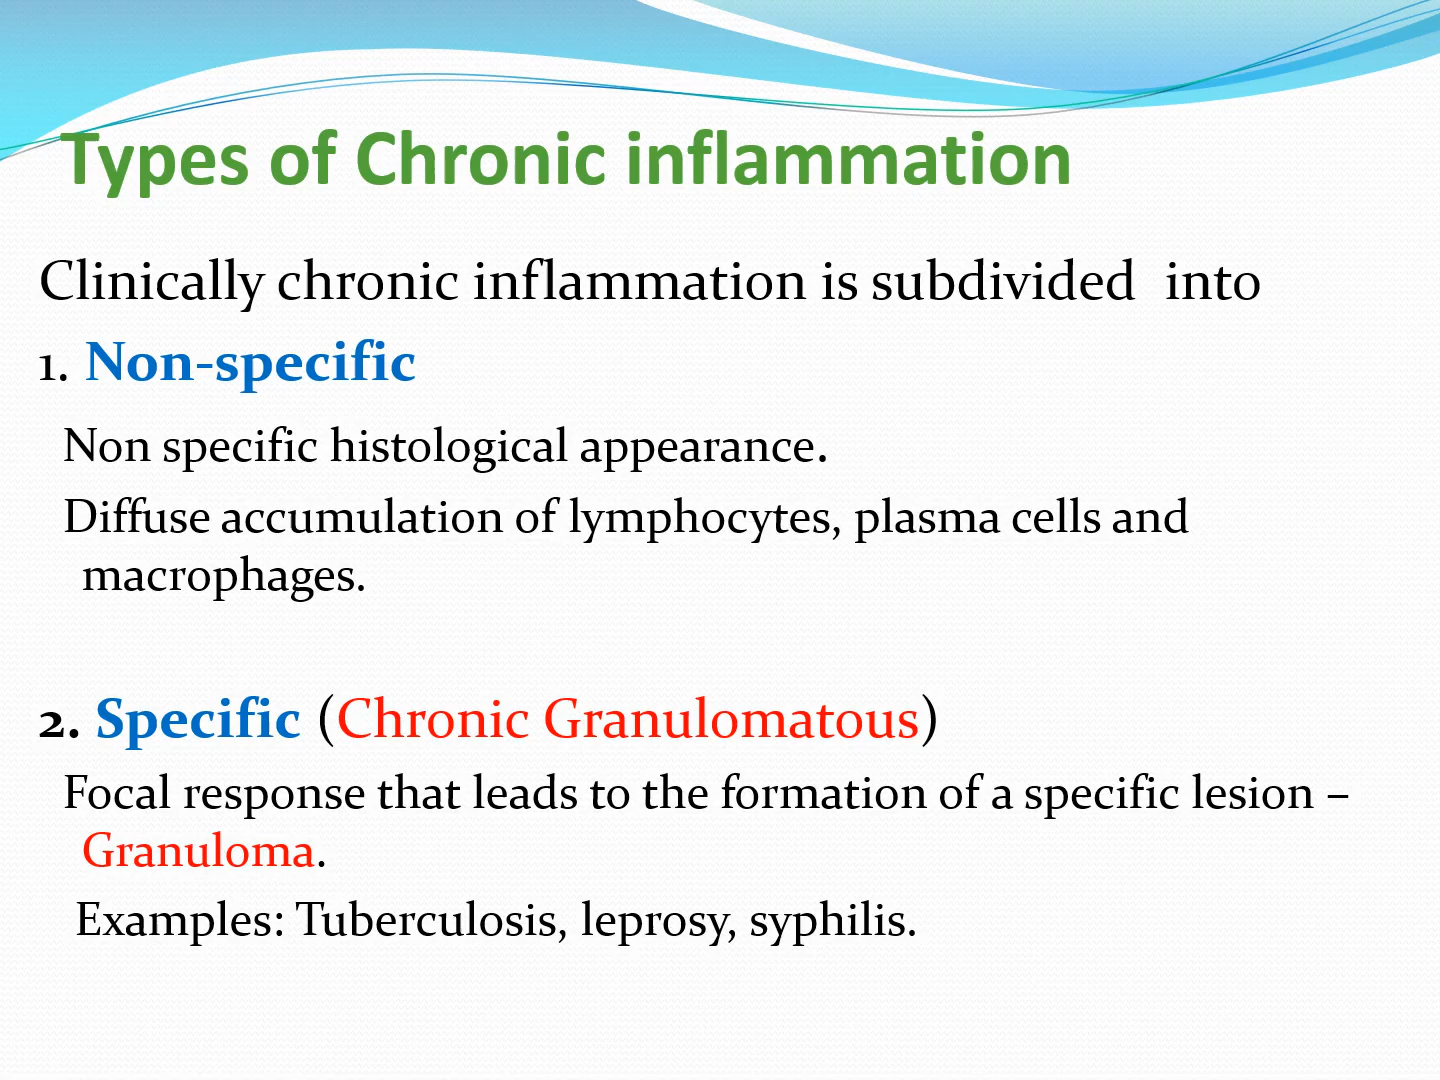 Types of Chronic inflammation
Clinically chronic inflammation is subdivided  into
1. Non-specific
Non specific histological appearance.
Diffuse accumulation of lymphocytes, plasma cells and
macrophages.
2. Specific (Chronic Granulomatous)
Focal response that leads to the formation of a specific lesion –
Granuloma.
Examples: Tuberculosis, leprosy, syphilis.